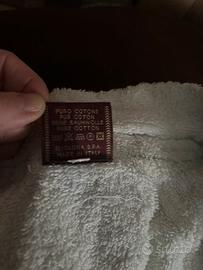 PURO COTONE
PUR COTON
REINE BAUMWOLLE
PURE COTTON
S.P.A.
MADE IN ITALY